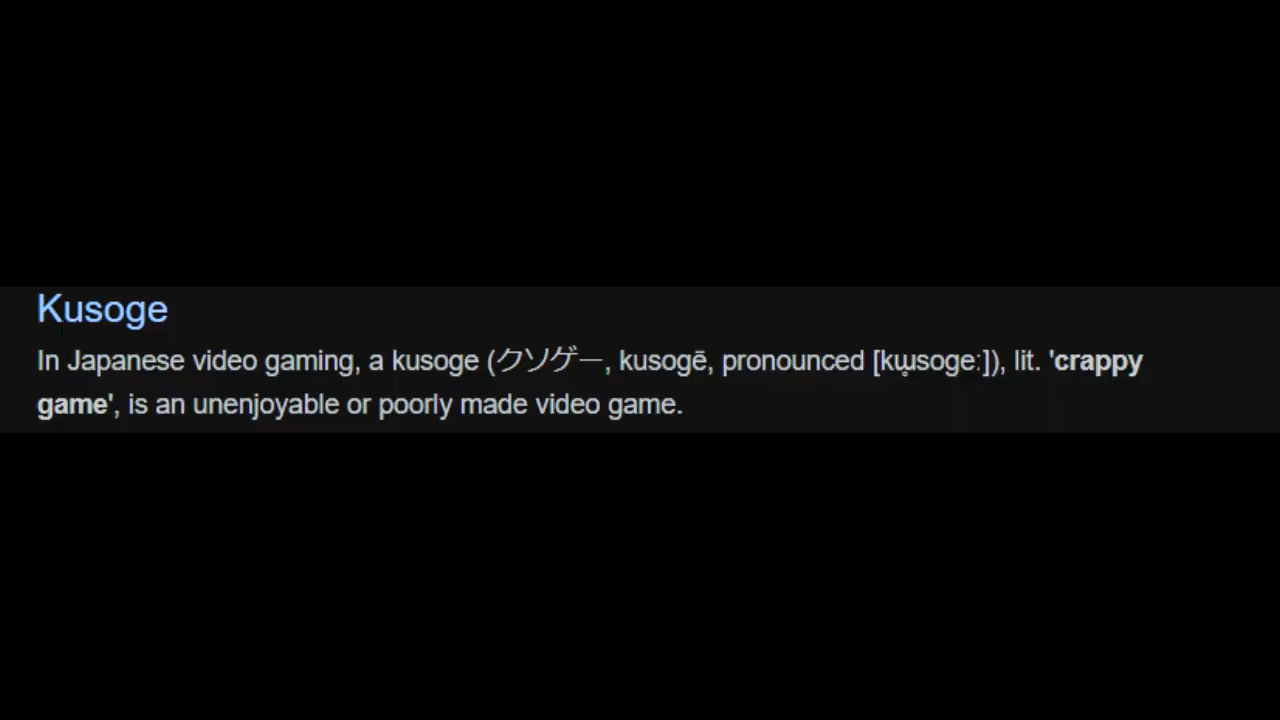 Kusoge
In Japanese video gaming, a kusoge (クソゲー, kusogē, pronounced [kɯ̥sogeː]), lit. 'crappy
game', is an unenjoyable or poorly made video game.